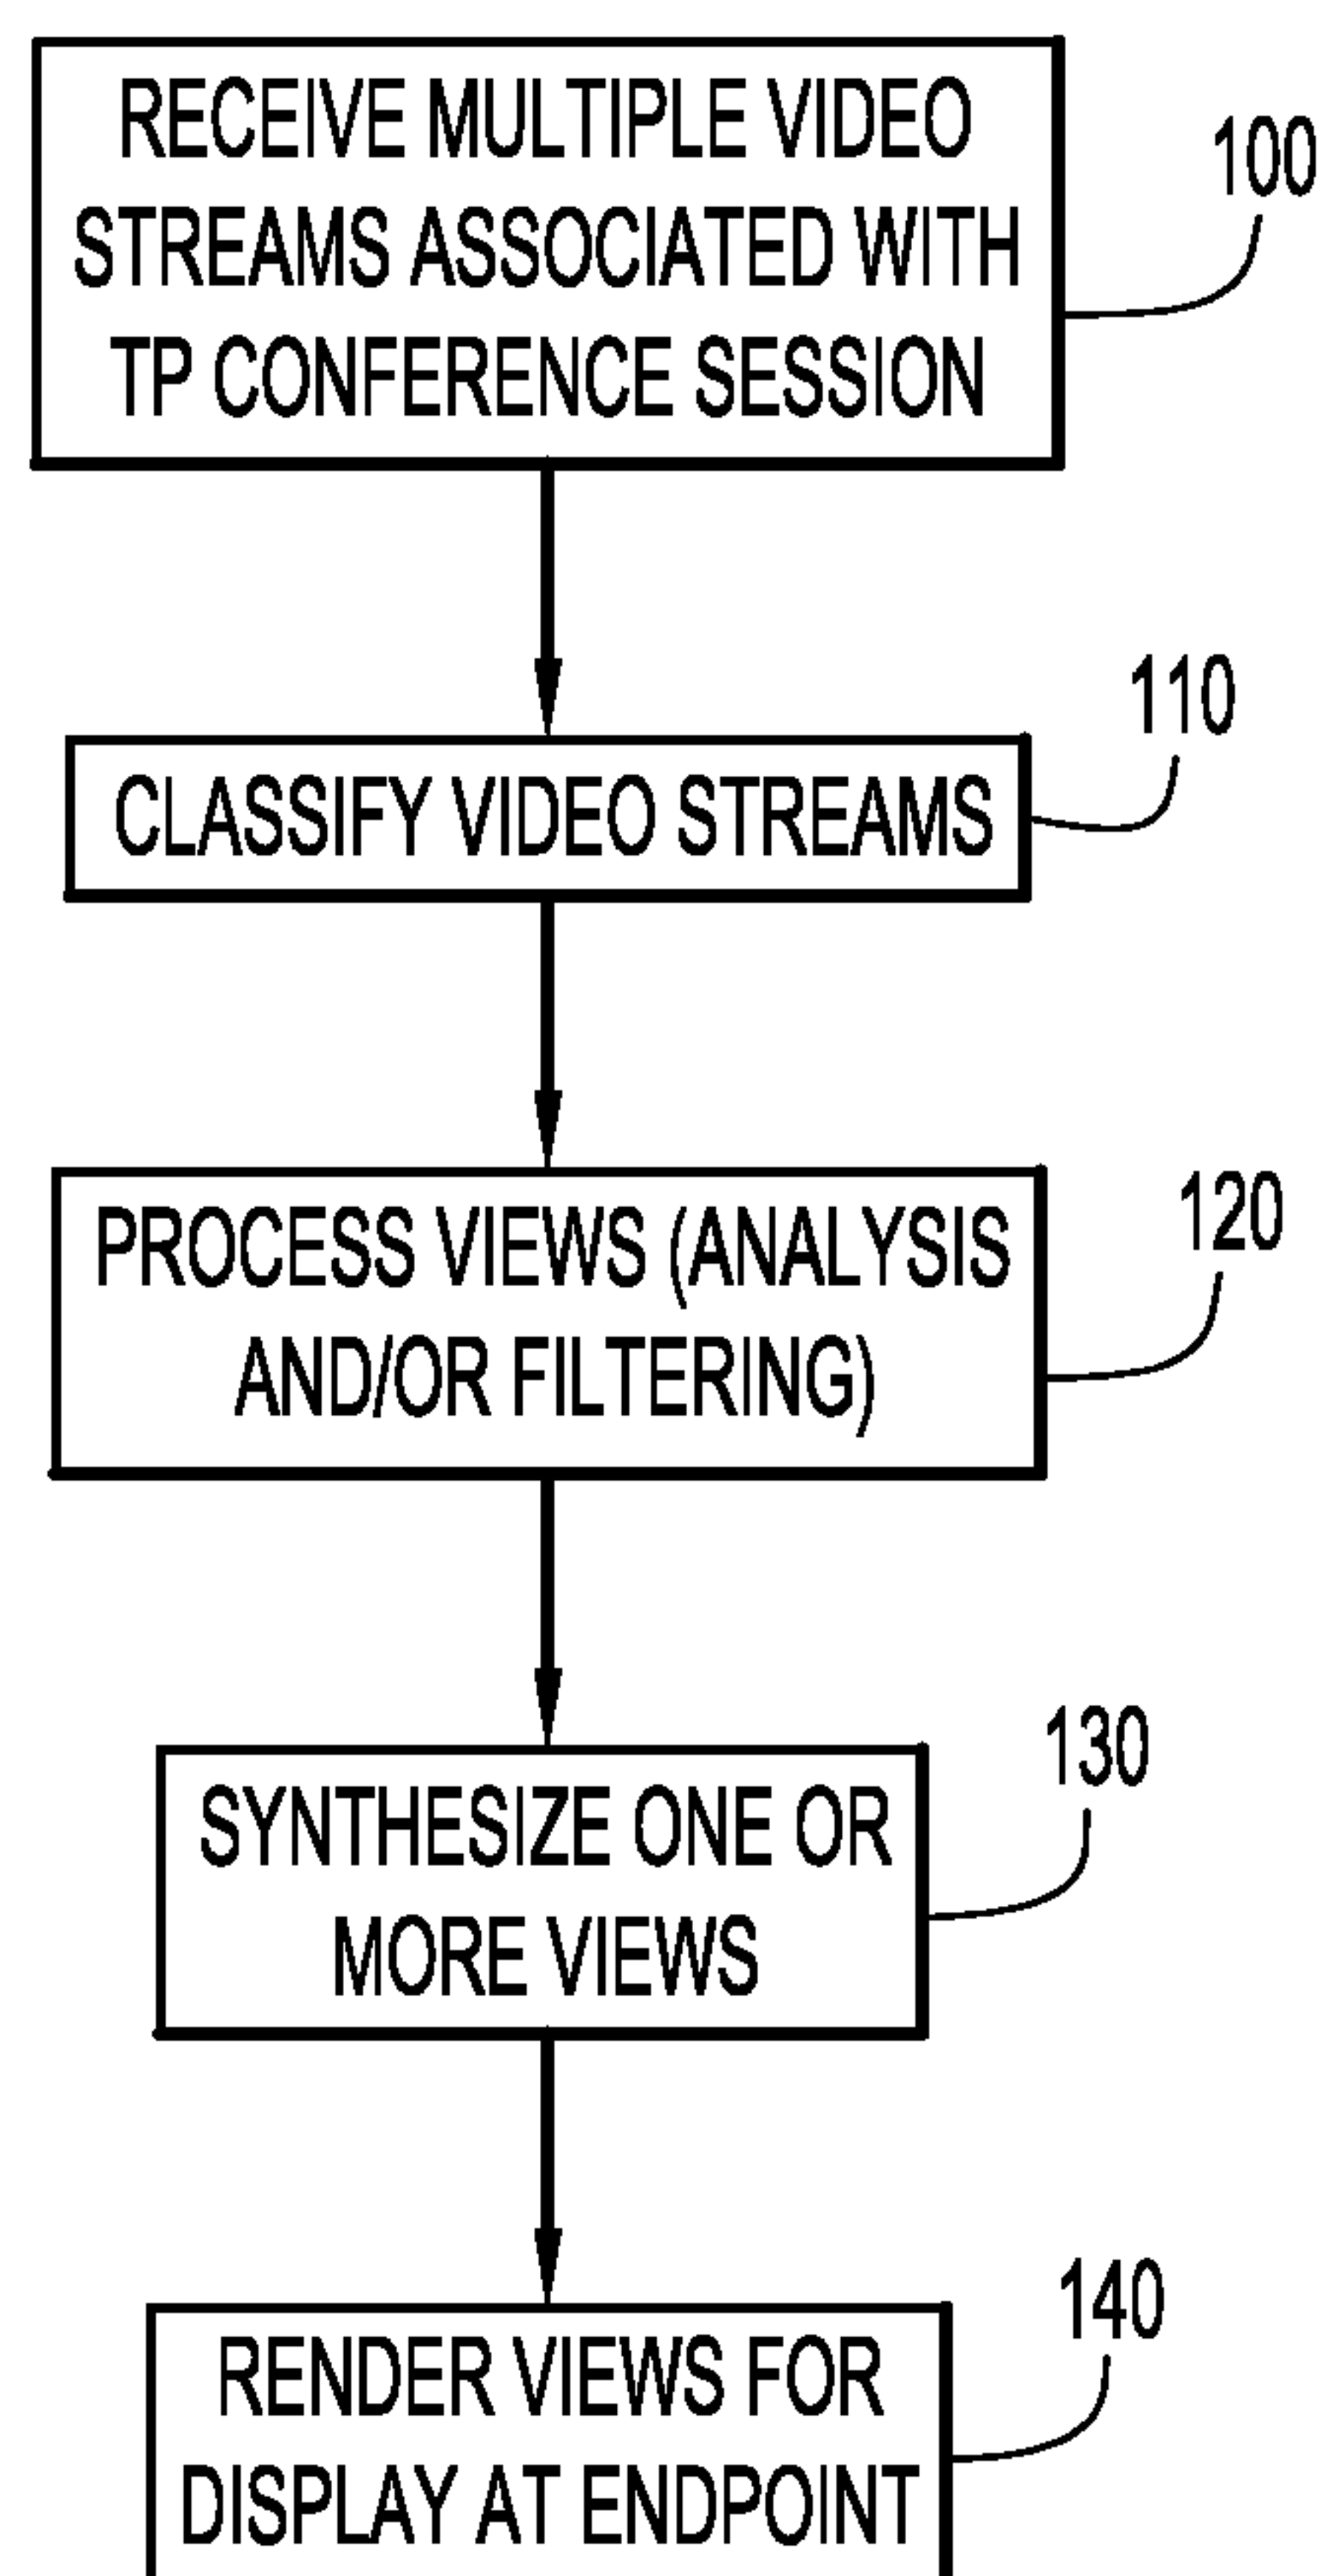 RECEIVE MULTIPLE VIDEO
STREAMS ASSOCIATED WITH
TP CONFERENCE SESSION
100
CLASSIFY VIDEO STREAMS
110
PROCESS VIEWS (ANALYSIS
AND/OR FILTERING)
120
SYNTHESIZE ONE OR
MORE VIEWS
130
RENDER VIEWS FOR
DISPLAY AT ENDPOINT
140